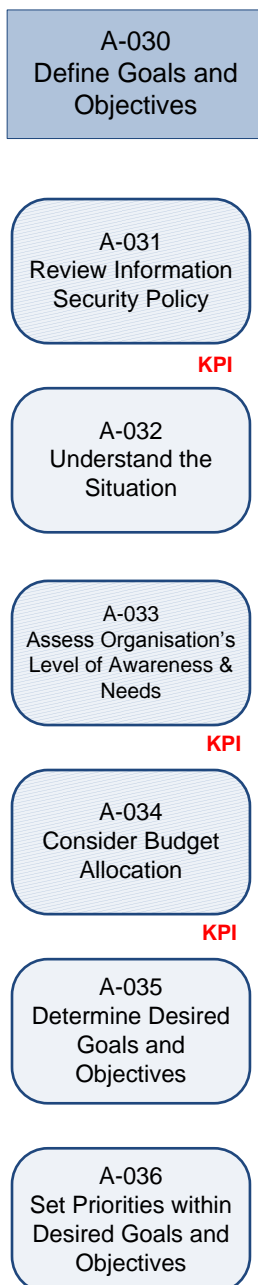 A-030
Define Goals and
Objectives
A-031
Review Information
Security Policy
KPI
A-032
Understand the
Situation
A-033
Assess Organisation's
Level of Awareness &
Needs
KPI
A-034
Consider Budget
Allocation
KPI
A-035
Determine Desired
Goals and
Objectives
A-036
Set Priorities within
Desired Goals and
Objectives